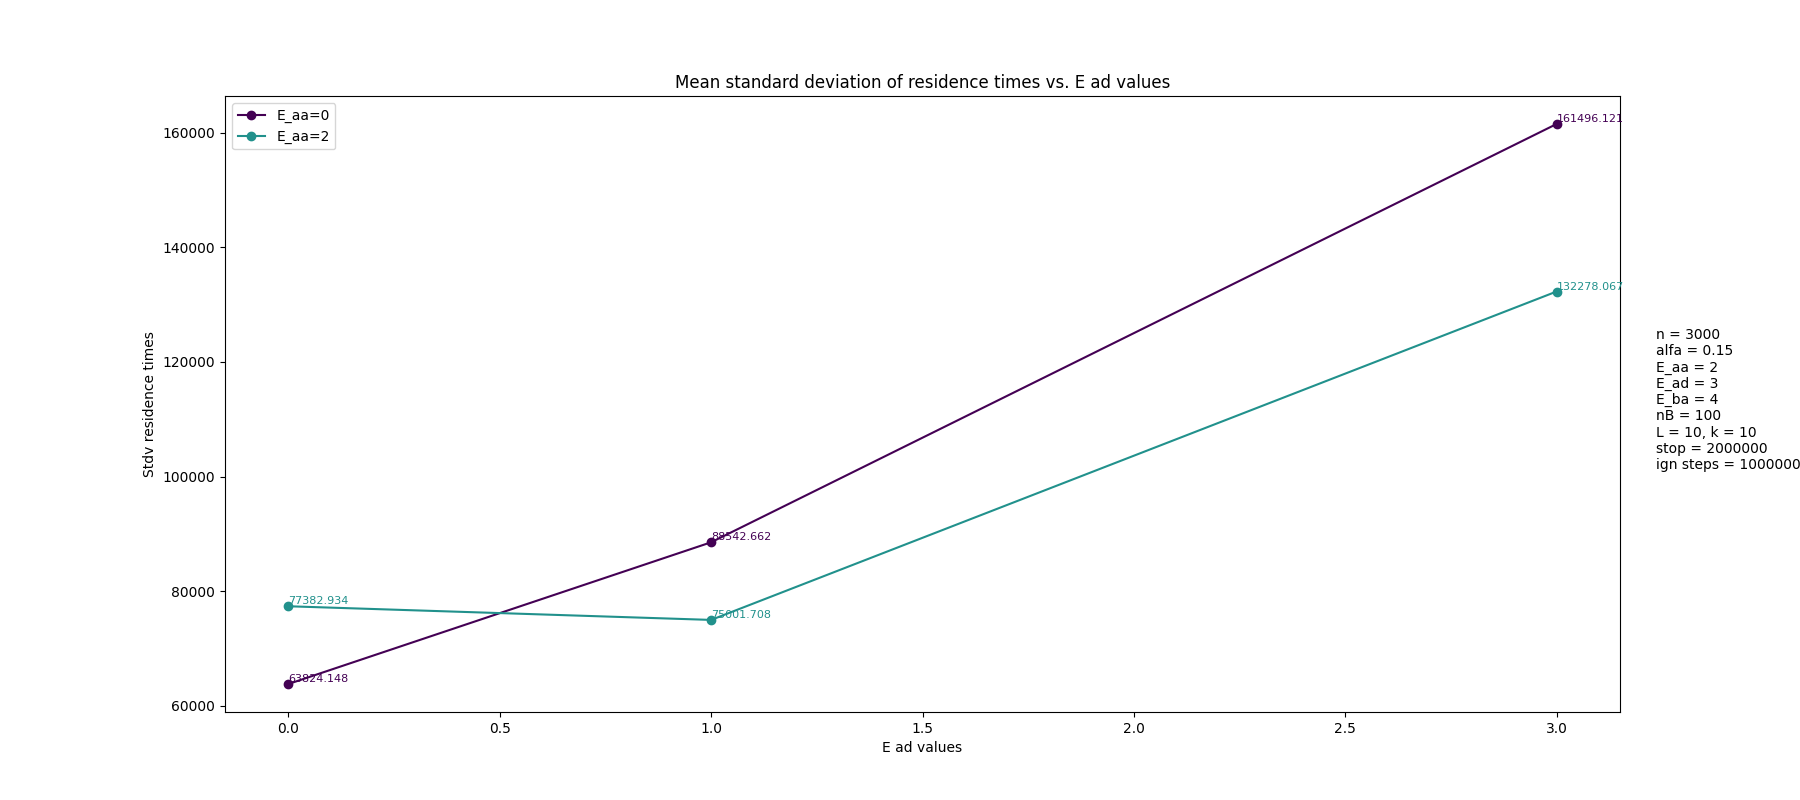 Mean standard deviation of residence times vs. E ad values
E_aa=0
E_aa=2
160000
140000
120000
100000
80000
60000
Stdv residence times
161496.121
132278.067
88542.662
75001.708
77382.934
63824.148
0.0
0.5
1.0
1.5
2.0
2.5
3.0
E ad values
n = 3000
alfa = 0.15
E_aa = 2
E_ad = 3
E_ba = 4
nB = 100
L = 10, k = 10
stop = 2000000
ign steps = 1000000